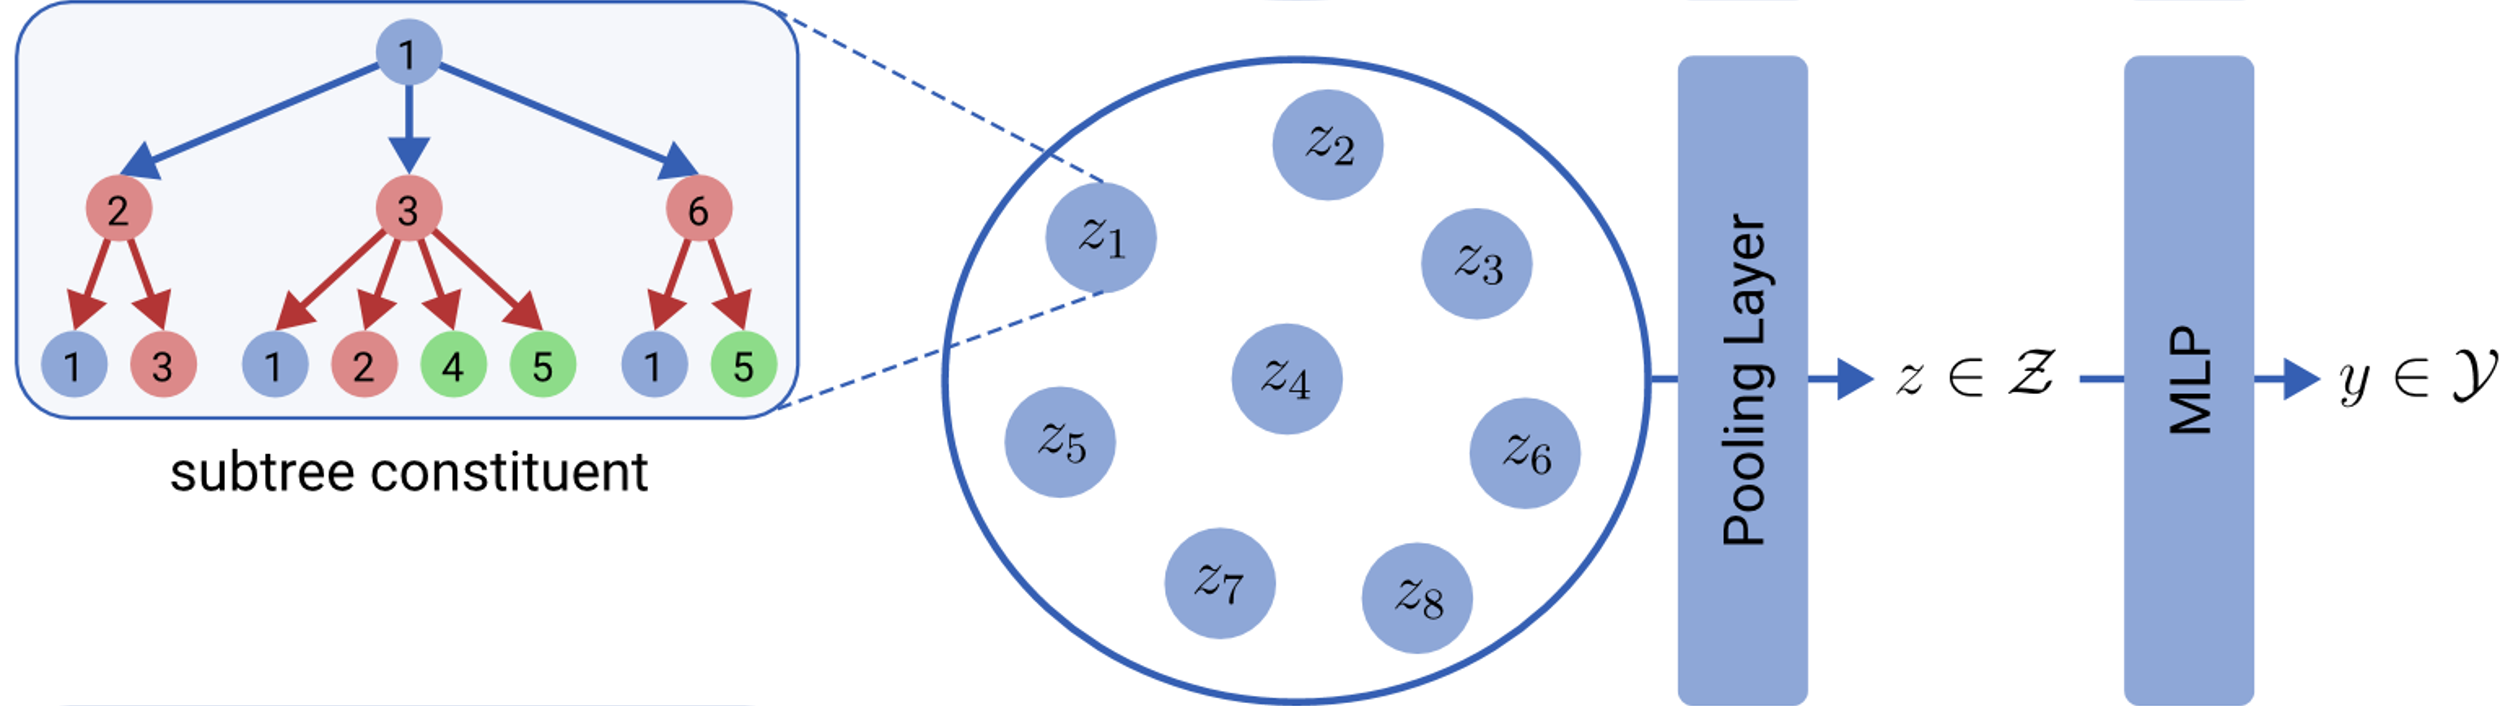 1
2 3 6
1 3 1 2 4 5 1 5
subtree constituent
z₁
z₂
z₃
z₄
z₅
z₆
z₇
z₈
Pooling Layer
z ∈ 𝒵
MLP
y ∈ 𝒴